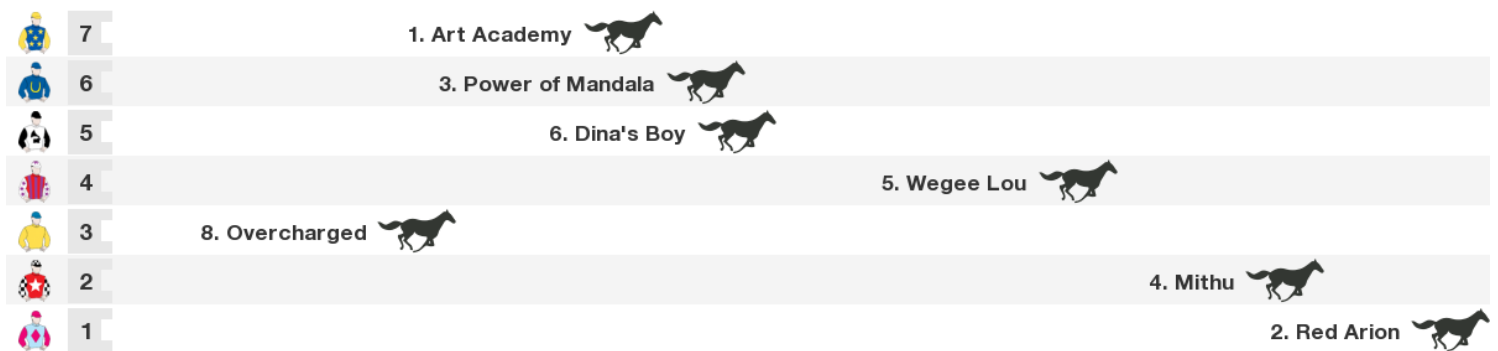 7 1. Art Academy
6 3. Power of Mandala
5 6. Dina's Boy
4 5. Wegee Lou
3 8. Overcharged
2 4. Mithu
1 2. Red Arion